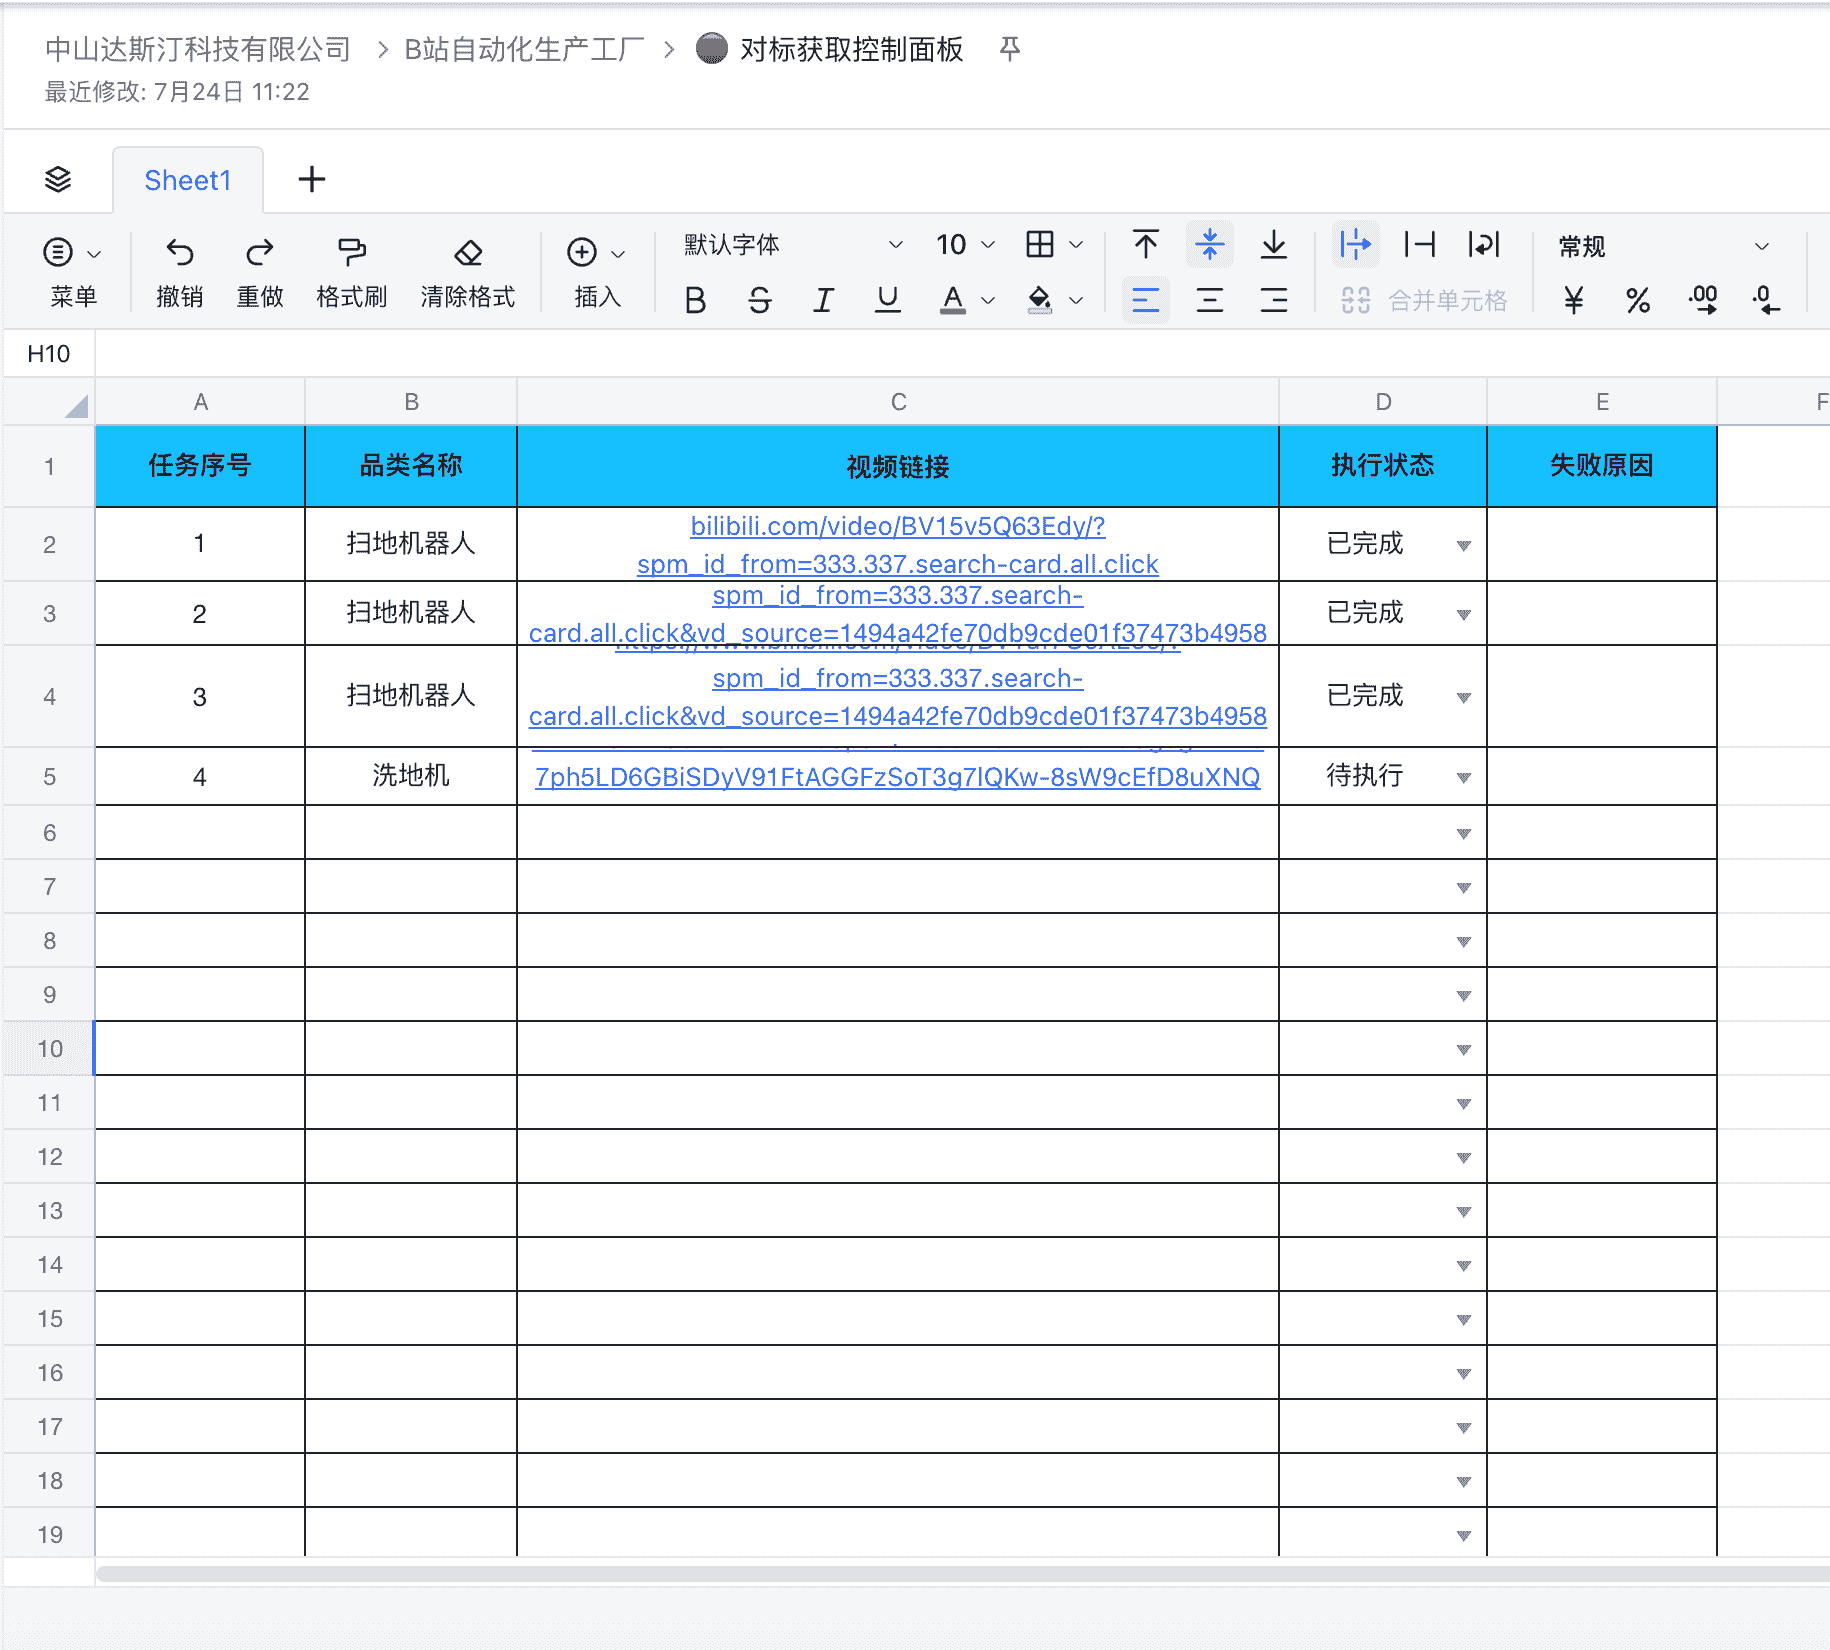 中山达斯汀科技有限公司 > B站自动化生产工厂 > 对标获取控制面板
最近修改: 7月24日 11:22
Sheet1
默认字体 10 常规
菜单 撤销 重做 格式刷 清除格式 插入 合并单元格
H10
A B C D E F
1 任务序号 品类名称 视频链接 执行状态 失败原因
2 1 扫地机器人 bilibili.com/video/BV15v5Q63Edy/? 已完成
spm_id_from=333.337.search-card.all.click
3 2 扫地机器人 spm_id_from=333.337.search- 已完成
card.all.click&vd_source=1494a42fe70db9cde01f37473b4958
4 3 扫地机器人 spm_id_from=333.337.search- 已完成
card.all.click&vd_source=1494a42fe70db9cde01f37473b4958
5 4 洗地机 7ph5LD6GBiSDyV91FtAGGFzSoT3g7lQKw-8sW9cEfD8uXNQ 待执行
6
7
8
9
10
11
12
13
14
15
16
17
18
19